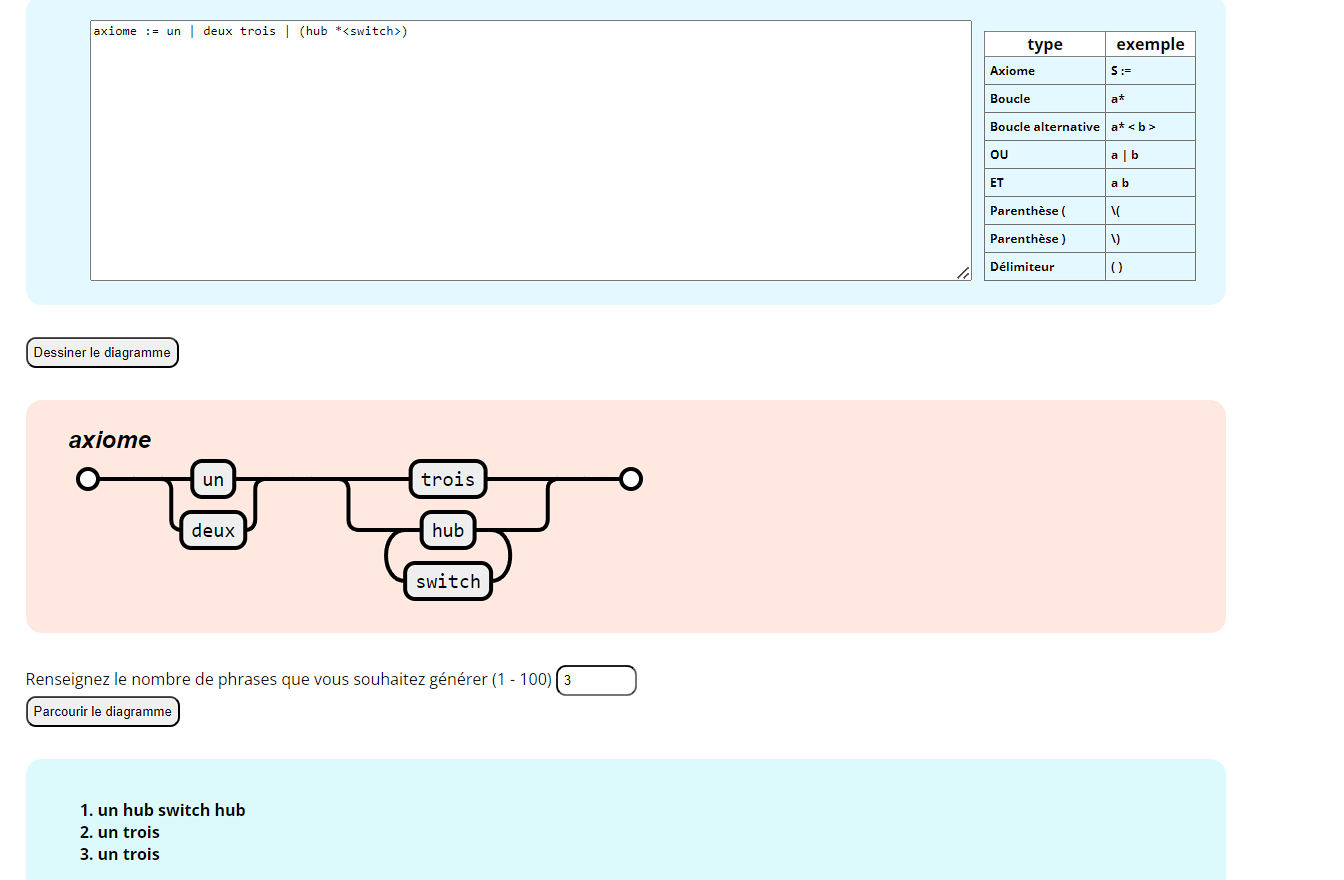 axiome := un | deux trois | (hub *<switch>)
type exemple
Axiome S :=
Boucle a*
Boucle alternative a* < b >
OU a | b
ET a b
Parenthèse ( \(
Parenthèse ) \)
Délimiteur ( )
Dessiner le diagramme
axiome
un
trois
deux
hub
switch
Renseignez le nombre de phrases que vous souhaitez générer (1 - 100) 3
Parcourir le diagramme
1. un hub switch hub
2. un trois
3. un trois